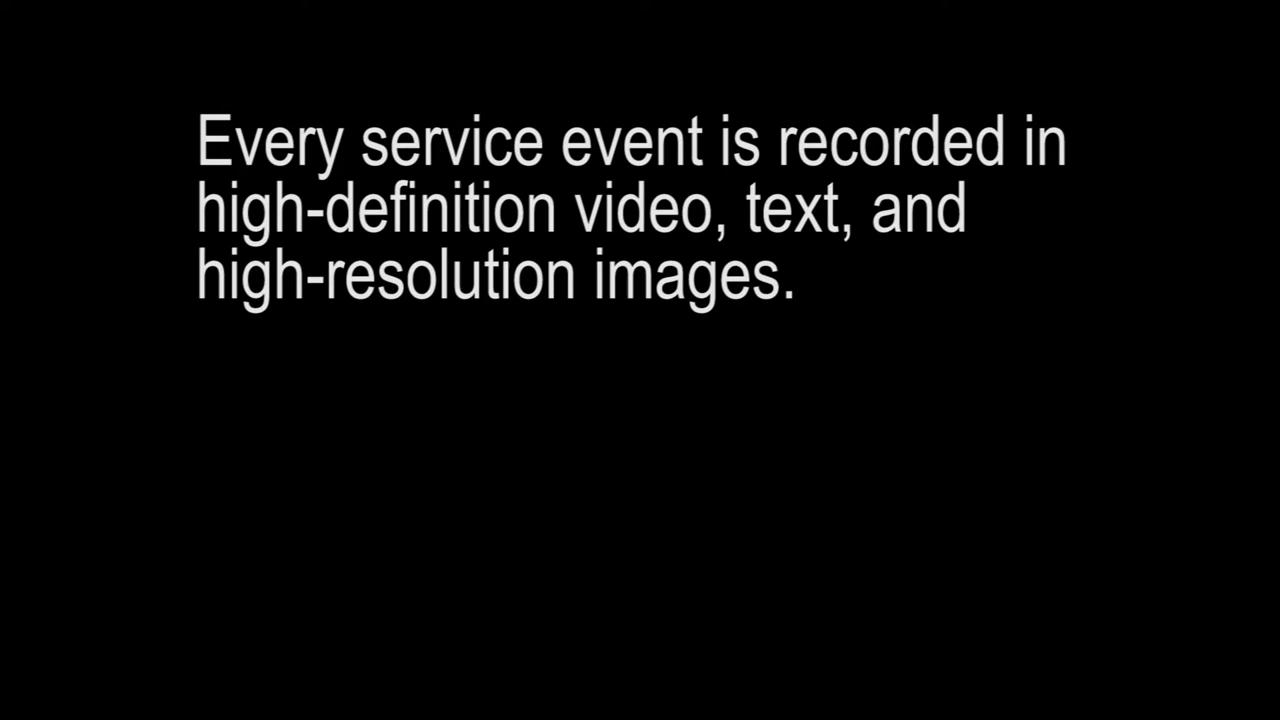 Every service event is recorded in
high-definition video, text, and
high-resolution images.